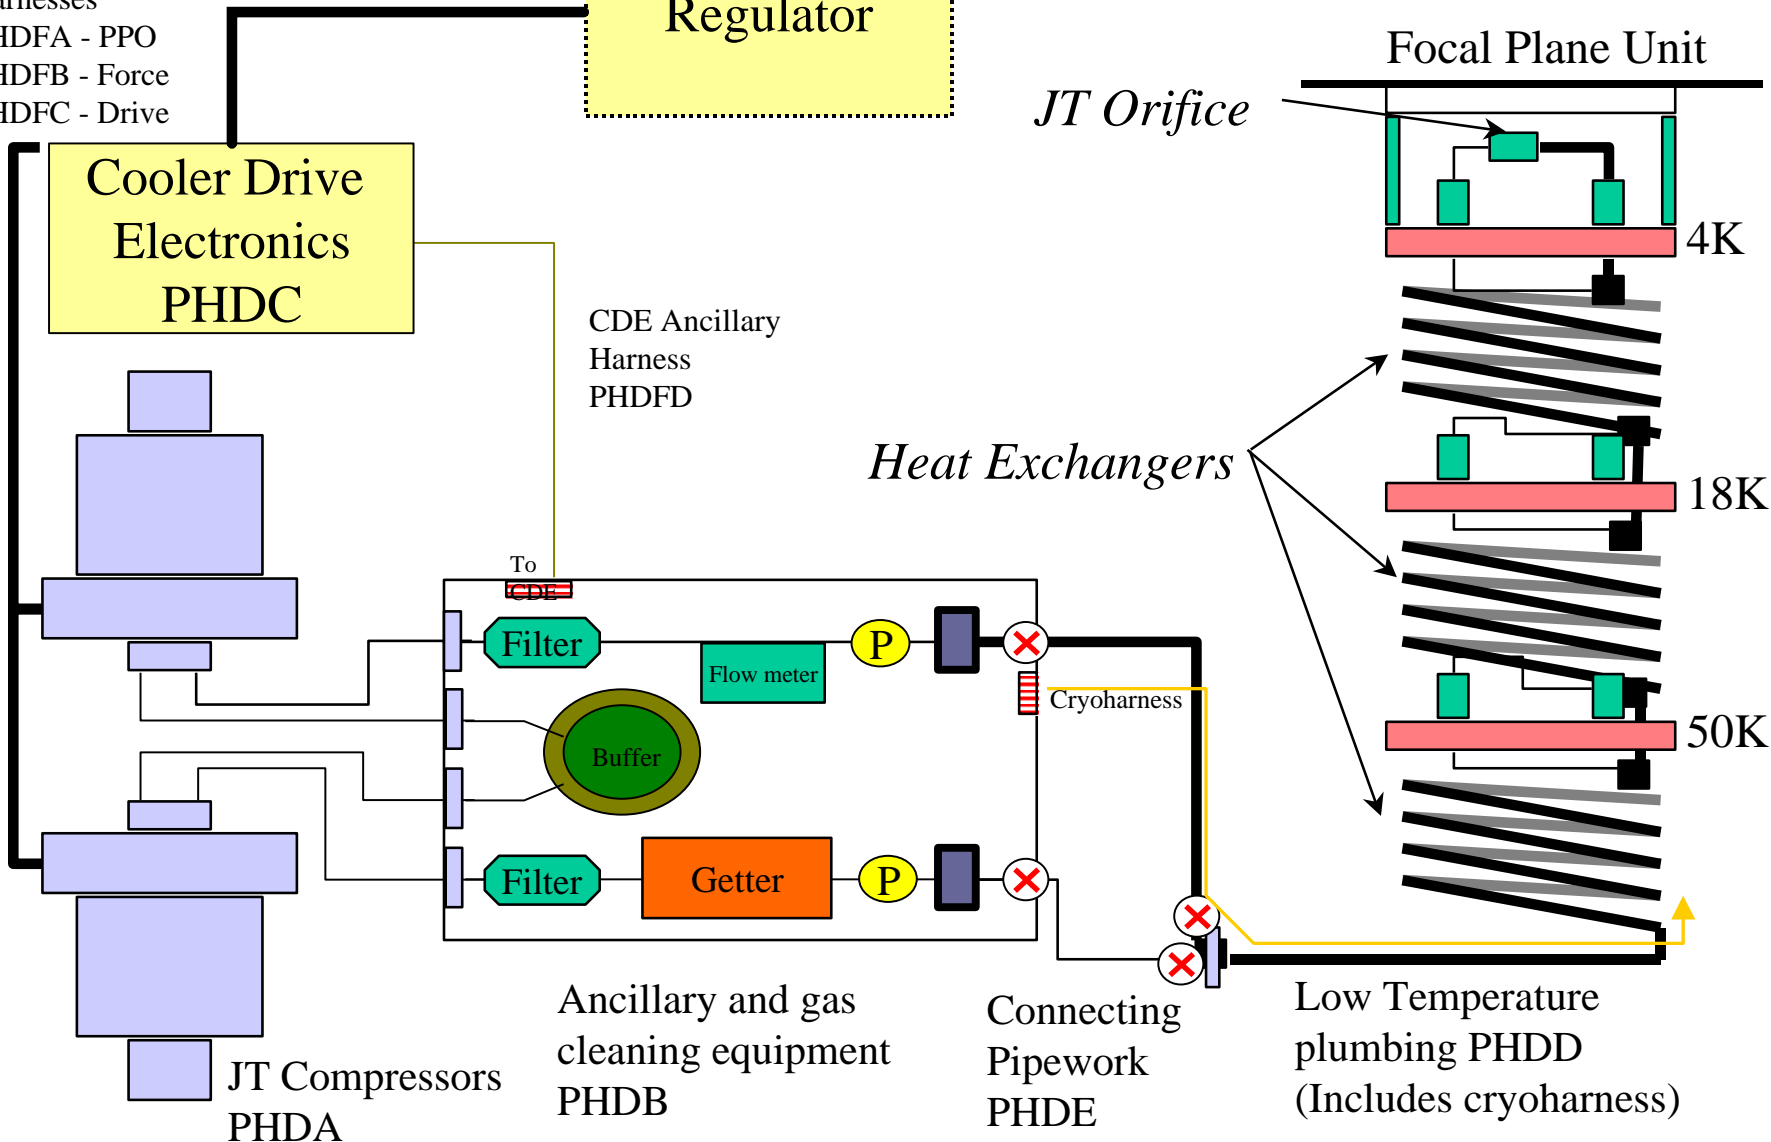 HDFA - PPO
HDFB - Force
HDFC - Drive
Regulator
Focal Plane Unit
JT Orifice
Cooler Drive
Electronics
PHDC
4K
CDE Ancillary
Harness
PHDFD
Heat Exchangers
18K
To
CDE
Filter
Flow meter
P
Cryoharness
Buffer
50K
Filter
Getter
P
JT Compressors
PHDA
Ancillary and gas
cleaning equipment
PHDB
Connecting
Pipework
PHDE
Low Temperature
plumbing PHDD
(Includes cryoharness)